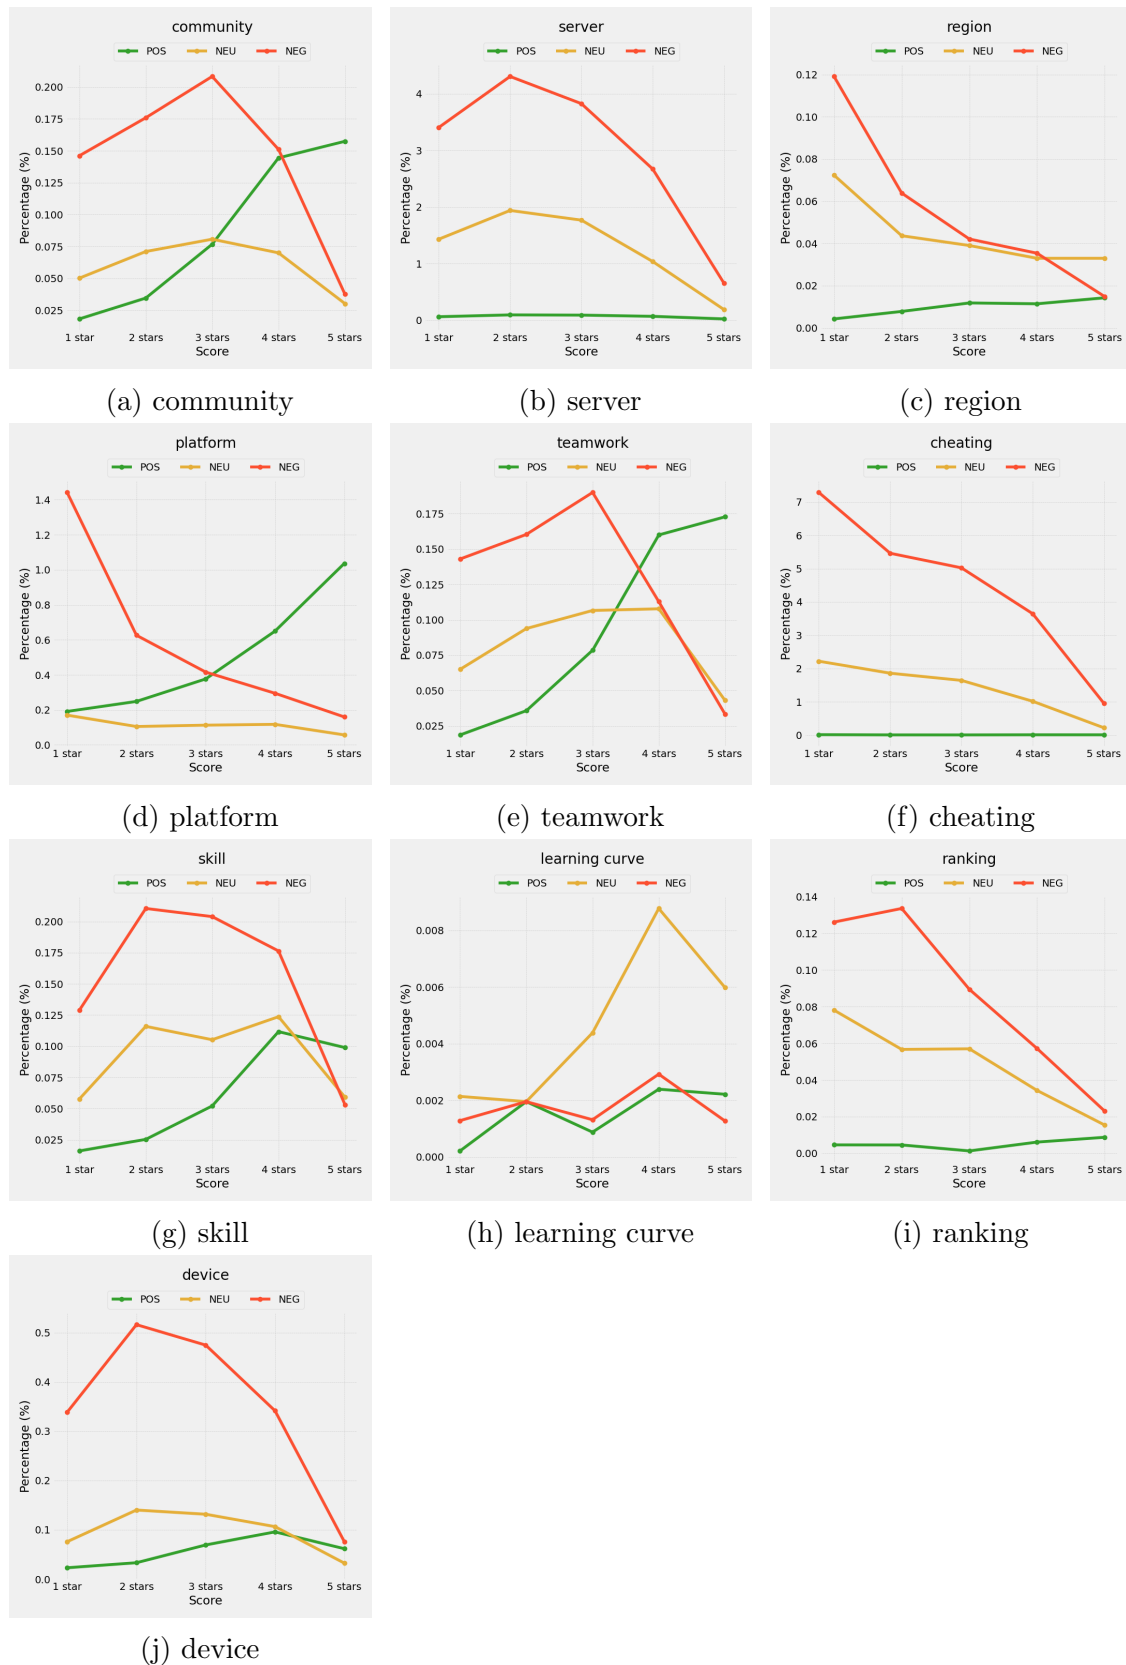 community
POS NEU NEG
Percentage (%)
0.200
0.175
0.150
0.125
0.100
0.075
0.050
0.025
1 star 2 stars 3 stars 4 stars 5 stars
Score
(a) community
server
POS NEU NEG
Percentage (%)
4
3
2
1
0
1 star 2 stars 3 stars 4 stars 5 stars
Score
(b) server
region
POS NEU NEG
Percentage (%)
0.12
0.10
0.08
0.06
0.04
0.02
0.00
1 star 2 stars 3 stars 4 stars 5 stars
Score
(c) region
platform
POS NEU NEG
Percentage (%)
1.4
1.2
1.0
0.8
0.6
0.4
0.2
0.0
1 star 2 stars 3 stars 4 stars 5 stars
Score
(d) platform
teamwork
POS NEU NEG
Percentage (%)
0.175
0.150
0.125
0.100
0.075
0.050
0.025
1 star 2 stars 3 stars 4 stars 5 stars
Score
(e) teamwork
cheating
POS NEU NEG
Percentage (%)
7
6
5
4
3
2
1
0
1 star 2 stars 3 stars 4 stars 5 stars
Score
(f) cheating
skill
POS NEU NEG
Percentage (%)
0.200
0.175
0.150
0.125
0.100
0.075
0.050
0.025
1 star 2 stars 3 stars 4 stars 5 stars
Score
(g) skill
learning curve
POS NEU NEG
Percentage (%)
0.008
0.006
0.004
0.002
0.000
1 star 2 stars 3 stars 4 stars 5 stars
Score
(h) learning curve
ranking
POS NEU NEG
Percentage (%)
0.14
0.12
0.10
0.08
0.06
0.04
0.02
0.00
1 star 2 stars 3 stars 4 stars 5 stars
Score
(i) ranking
device
POS NEU NEG
Percentage (%)
0.5
0.4
0.3
0.2
0.1
0.0
1 star 2 stars 3 stars 4 stars 5 stars
Score
(j) device